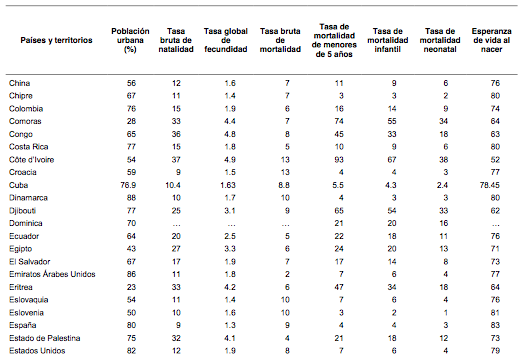 Países y territorios Población urbana (%) Tasa bruta de natalidad Tasa global de fecundidad Tasa bruta de mortalidad Tasa de mortalidad de menores de 5 años Tasa de mortalidad infantil Tasa de mortalidad neonatal Esperanza de vida al nacer
China 56 12 1.6 7 11 9 6 76
Chipre 67 11 1.4 7 3 3 2 80
Colombia 76 15 1.9 6 16 14 9 74
Comoras 28 33 4.4 7 74 55 34 64
Congo 65 36 4.8 8 45 33 18 63
Costa Rica 77 15 1.8 5 10 9 6 80
Côte d'Ivoire 54 37 4.9 13 93 67 38 52
Croacia 59 9 1.5 13 4 4 3 77
Cuba 76.9 10.4 1.63 8.8 5.5 4.3 2.4 78.45
Dinamarca 88 10 1.7 10 4 3 3 80
Djibouti 77 25 3.1 9 65 54 33 62
Dominica 70 ... ... ... 21 20 16 ...
Ecuador 64 20 2.5 5 22 18 11 76
Egipto 43 27 3.3 6 24 20 13 71
El Salvador 67 17 1.9 7 17 14 8 73
Emiratos Árabes Unidos 86 11 1.8 2 7 6 4 77
Eritrea 23 33 4.2 6 47 34 18 64
Eslovaquia 54 11 1.4 10 7 6 4 76
Eslovenia 50 10 1.6 10 3 2 1 81
España 80 9 1.3 9 4 4 3 83
Estado de Palestina 75 32 4.1 4 21 18 12 73
Estados Unidos 82 12 1.9 8 7 6 4 79